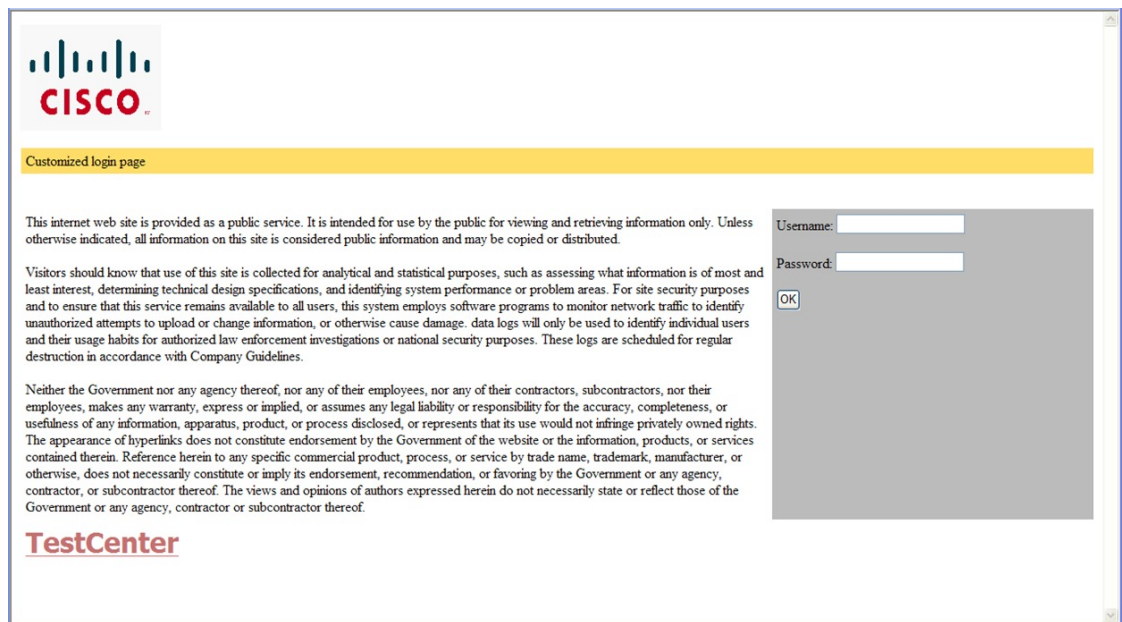 CISCO
Customized login page
This internet web site is provided as a public service. It is intended for use by the public for viewing and retrieving information only. Unless
otherwise indicated, all information on this site is considered public information and may be copied or distributed.
Visitors should know that use of this site is collected for analytical and statistical purposes, such as assessing what information is of most and
least interest, determining technical design specifications, and identifying system performance or problem areas. For site security purposes
and to ensure that this service remains available to all users, this system employs software programs to monitor network traffic to identify
unauthorized attempts to upload or change information, or otherwise cause damage. data logs will only be used to identify individual users
and their usage habits for authorized law enforcement investigations or national security purposes. These logs are scheduled for regular
destruction in accordance with Company Guidelines.
Neither the Government nor any agency thereof, nor any of their employees, nor any of their contractors, subcontractors, nor their
employees, makes any warranty, express or implied, or assumes any legal liability or responsibility for the accuracy, completeness, or
usefulness of any information, apparatus, product, or process disclosed, or represents that its use would not infringe privately owned rights.
The appearance of hyperlinks does not constitute endorsement by the Government of the website or the information, products, or services
contained therein. Reference herein to any specific commercial product, process, or service by trade name, trademark, manufacturer, or
otherwise, does not necessarily constitute or imply its endorsement, recommendation, or favoring by the Government or any agency,
contractor, or subcontractor thereof. The views and opinions of authors expressed herein do not necessarily state or reflect those of the
Government or any agency, contractor or subcontractor thereof.
Username:
Password:
OK
TestCenter